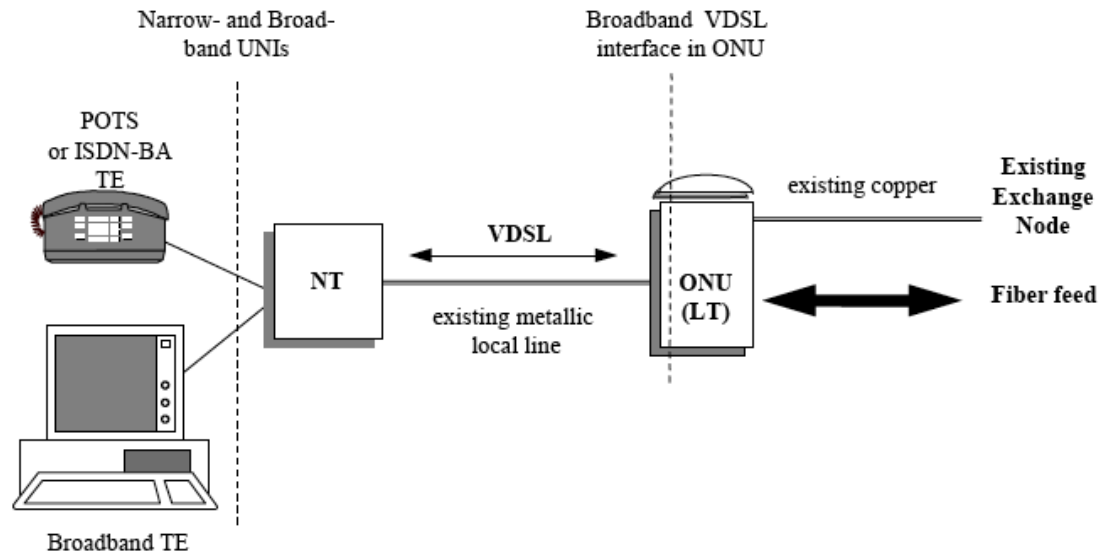 Narrow- and Broad-
band UNIs
Broadband VDSL
interface in ONU
POTS
or ISDN-BA
TE
existing copper
Existing
Exchange
Node
VDSL
NT
ONU
(LT)
Fiber feed
existing metallic
local line
Broadband TE